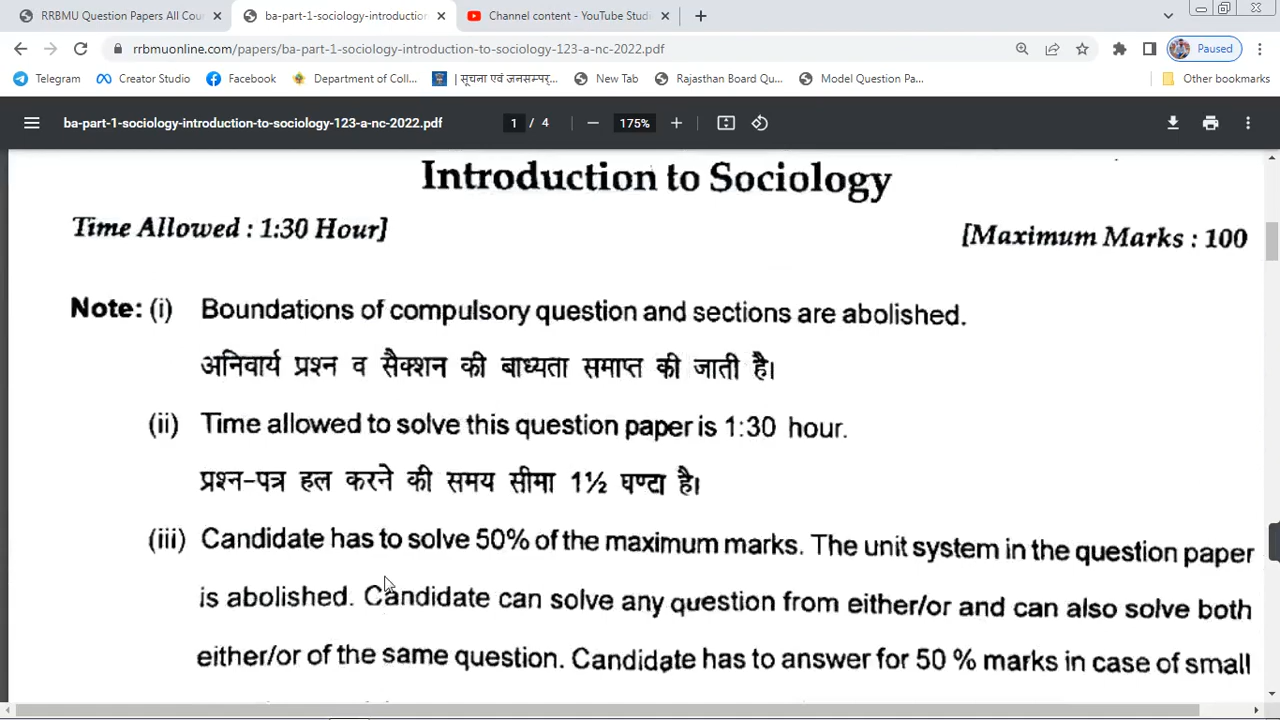 RRBMU Question Papers All Cou
ba-part-1-sociology-introduction
Channel content - YouTube Stud
rrbmuonline.com/papers/ba-part-1-sociology-introduction-to-sociology-123-a-nc-2022.pdf
Paused
Telegram
Creator Studio
Facebook
Department of Coll...
| सूचना एवं जनसम्पर्...
New Tab
Rajasthan Board Qu...
Model Question Pa...
Other bookmarks
ba-part-1-sociology-introduction-to-sociology-123-a-nc-2022.pdf
1 / 4
175%
Introduction to Sociology
Time Allowed : 1:30 Hour]
[Maximum Marks : 100
Note: (i) Boundations of compulsory question and sections are abolished.
अनिवार्य प्रश्न व सैक्शन की बाध्यता समाप्त की जाती है।
(ii) Time allowed to solve this question paper is 1:30 hour.
प्रश्न-पत्र हल करने की समय सीमा 1½ घण्टा है।
(iii) Candidate has to solve 50% of the maximum marks. The unit system in the question paper
is abolished. Candidate can solve any question from either/or and can also solve both
either/or of the same question. Candidate has to answer for 50 % marks in case of small